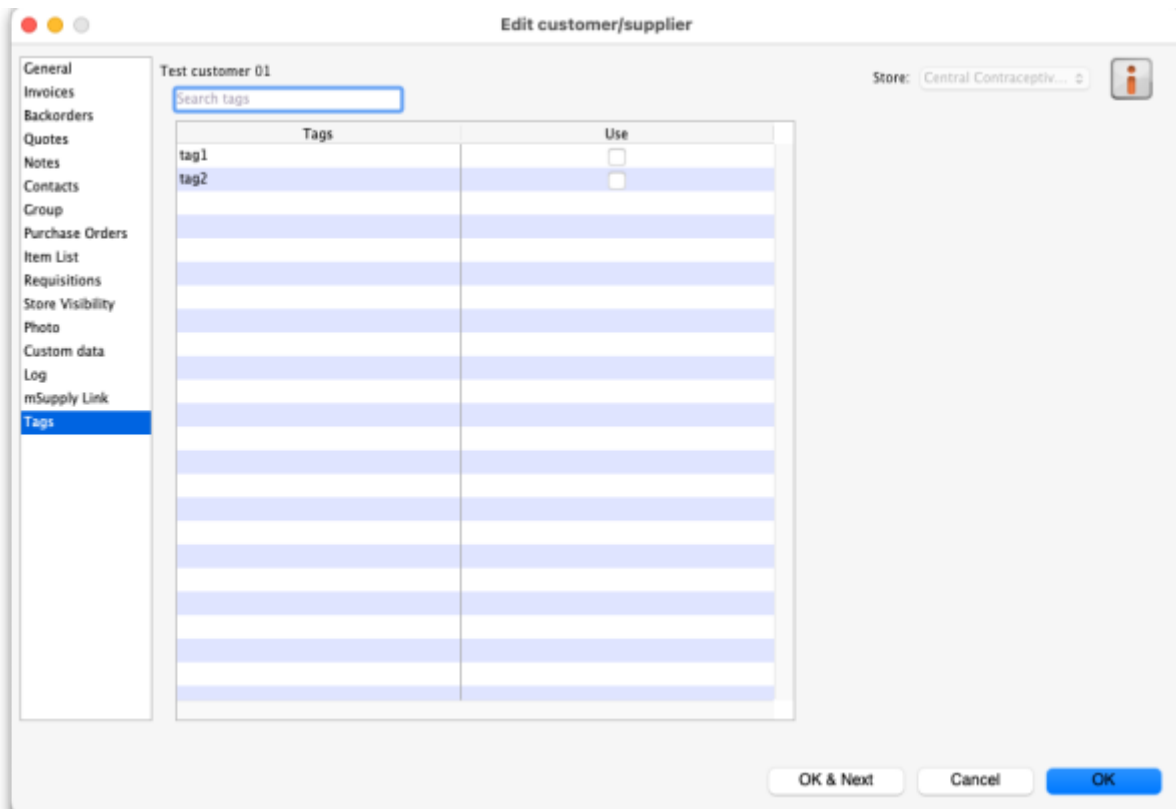 Edit customer/supplier
General
Invoices
Backorders
Quotes
Notes
Contacts
Group
Purchase Orders
Item List
Requisitions
Store Visibility
Photo
Custom data
Log
mSupply Link
Tags
Test customer 01
Store: Central Contraceptiv...
Search tags
Tags Use
tag1
tag2
OK & Next Cancel OK